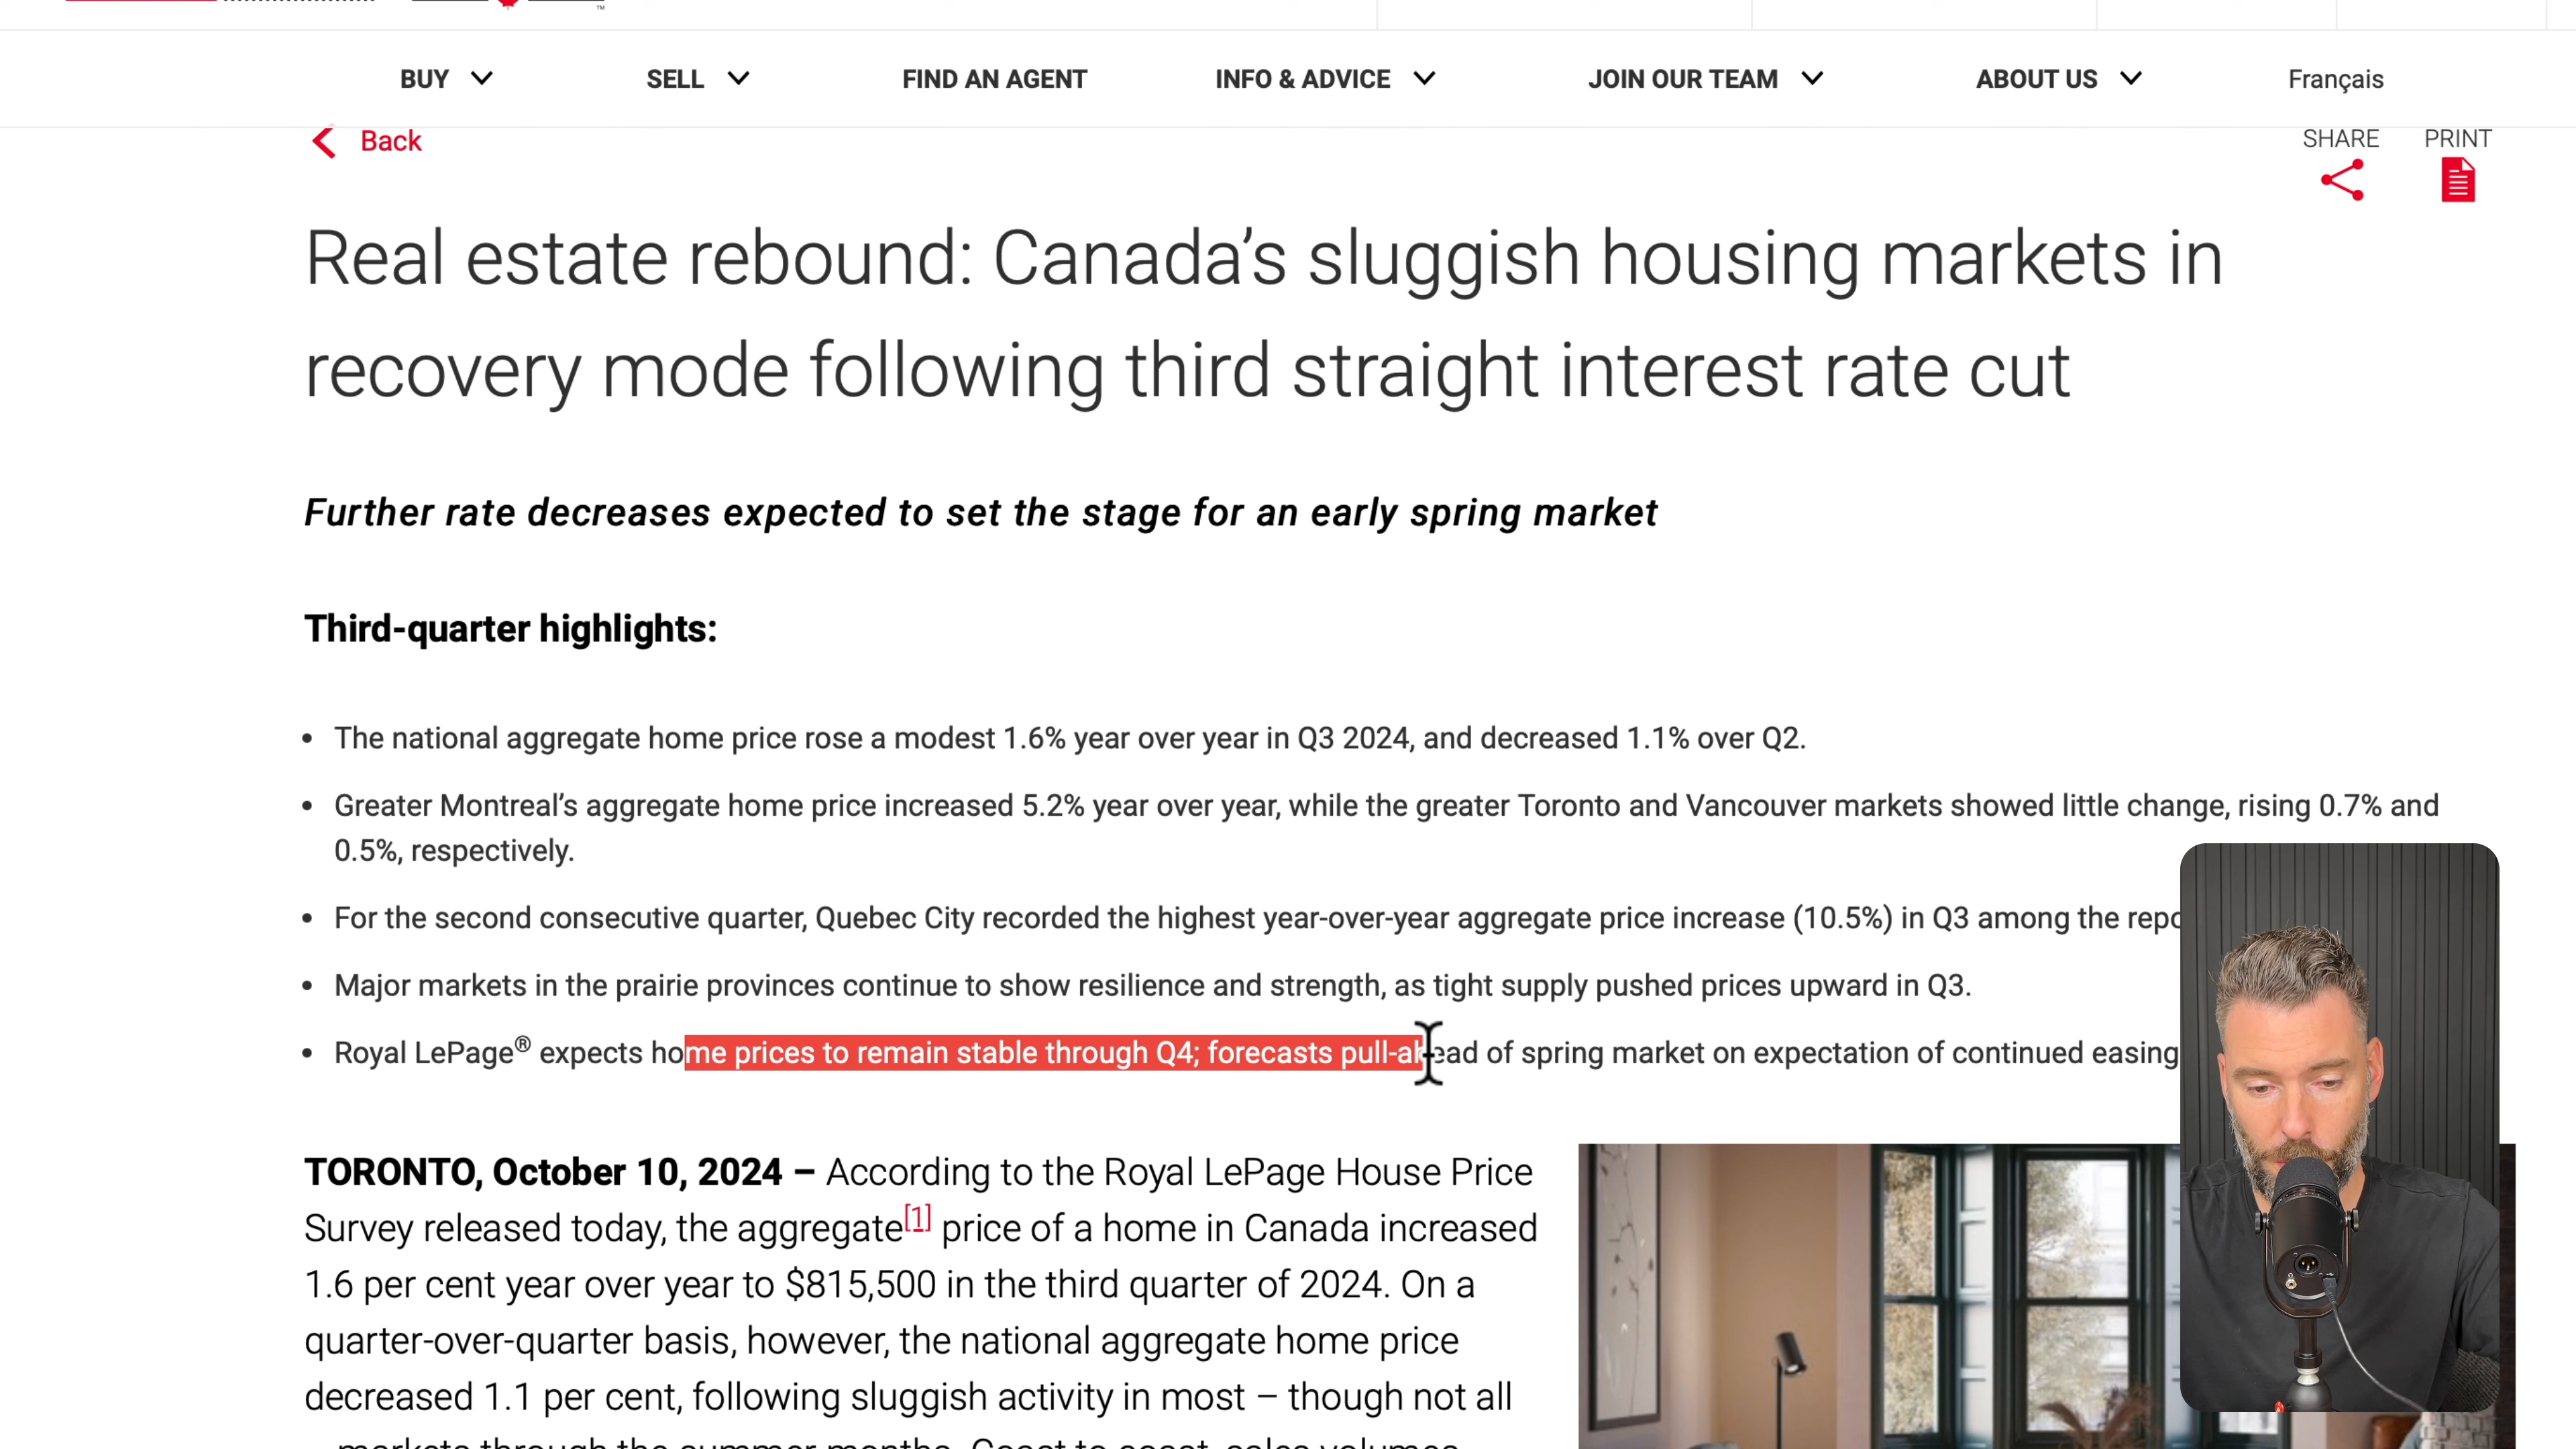 ™
BUY SELL FIND AN AGENT INFO & ADVICE JOIN OUR TEAM ABOUT US Français
Back
SHARE PRINT
Real estate rebound: Canada’s sluggish housing markets in
recovery mode following third straight interest rate cut
Further rate decreases expected to set the stage for an early spring market
Third-quarter highlights:
• The national aggregate home price rose a modest 1.6% year over year in Q3 2024, and decreased 1.1% over Q2.
• Greater Montreal’s aggregate home price increased 5.2% year over year, while the greater Toronto and Vancouver markets showed little change, rising 0.7% and
0.5%, respectively.
• For the second consecutive quarter, Quebec City recorded the highest year-over-year aggregate price increase (10.5%) in Q3 among the repo
• Major markets in the prairie provinces continue to show resilience and strength, as tight supply pushed prices upward in Q3.
• Royal LePage® expects home prices to remain stable through Q4; forecasts pull-ahead of spring market on expectation of continued easing
TORONTO, October 10, 2024 – According to the Royal LePage House Price
Survey released today, the aggregate[1] price of a home in Canada increased
1.6 per cent year over year to $815,500 in the third quarter of 2024. On a
quarter-over-quarter basis, however, the national aggregate home price
decreased 1.1 per cent, following sluggish activity in most – though not all
– markets through the summer months. Coast to coast, sales volumes